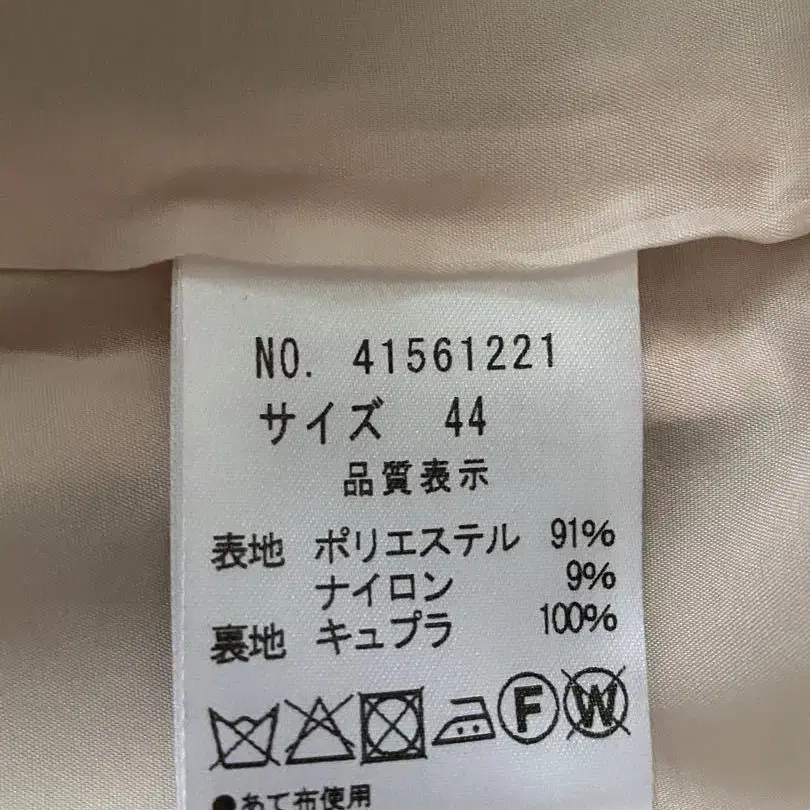 NO. 41561221
サイズ 44
品質表示
表地 ポリエステル 91%
ナイロン 9%
裏地 キュプラ 100%
F W
●あて布使用